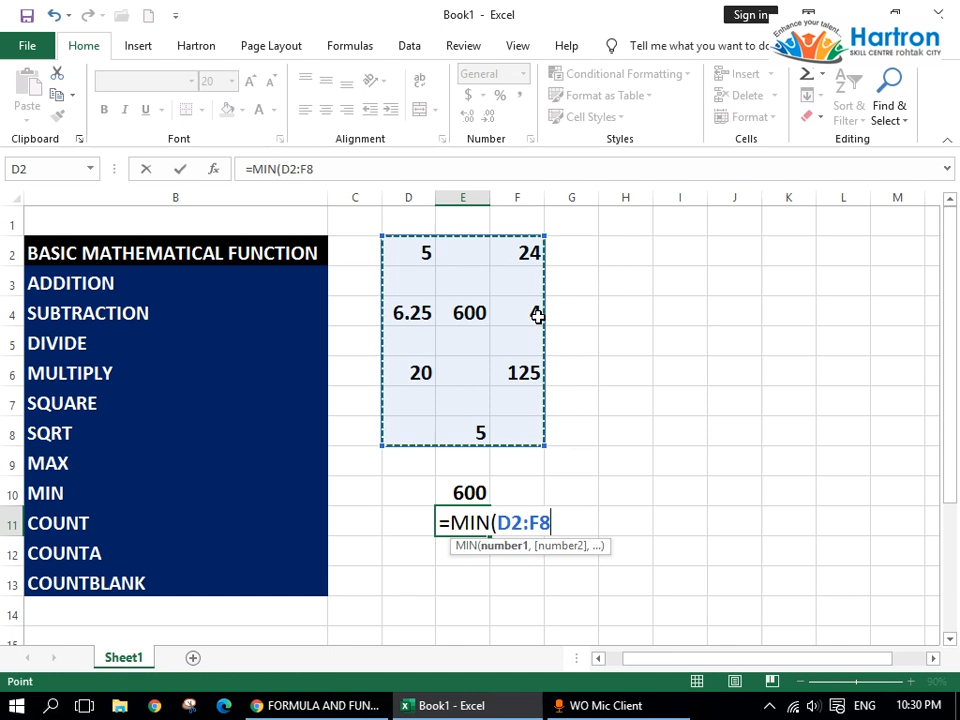 Book1 - Excel
Sign in
Enhance your talent..
Hartron
SKILL CENTRE rohtak CITY
File Home Insert Hartron Page Layout Formulas Data Review View Help Tell me what you want to do
Paste
20
General
Conditional Formatting
Format as Table
Cell Styles
Insert
Delete
Format
Sort &
Filter
Find &
Select
Clipboard Font Alignment Number Styles Cells Editing
D2 =MIN(D2:F8
B C D E F G H I J K L M
1
2 BASIC MATHEMATICAL FUNCTION 5 24
3 ADDITION
4 SUBTRACTION 6.25 600
5 DIVIDE
6 MULTIPLY 20 125
7 SQUARE
8 SQRT 5
9 MAX
10 MIN 600
11 COUNT =MIN(D2:F8
MIN(number1, [number2], ...)
12 COUNTA
13 COUNTBLANK
14
15
Sheet1
Point 90%
FORMULA AND FUN... Book1 - Excel WO Mic Client ENG 10:30 PM